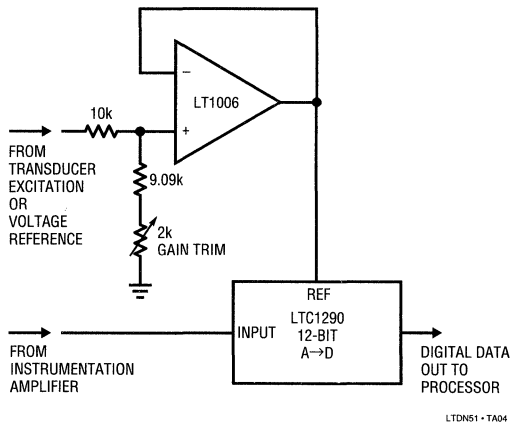 −
LT1006
+
10k
FROM
TRANSDUCER
EXCITATION
OR
VOLTAGE
REFERENCE
9.09k
2k
GAIN TRIM
REF
LTC1290
12-BIT
A→D
INPUT
FROM
INSTRUMENTATION
AMPLIFIER
DIGITAL DATA
OUT TO
PROCESSOR
LTDN51 • TA04